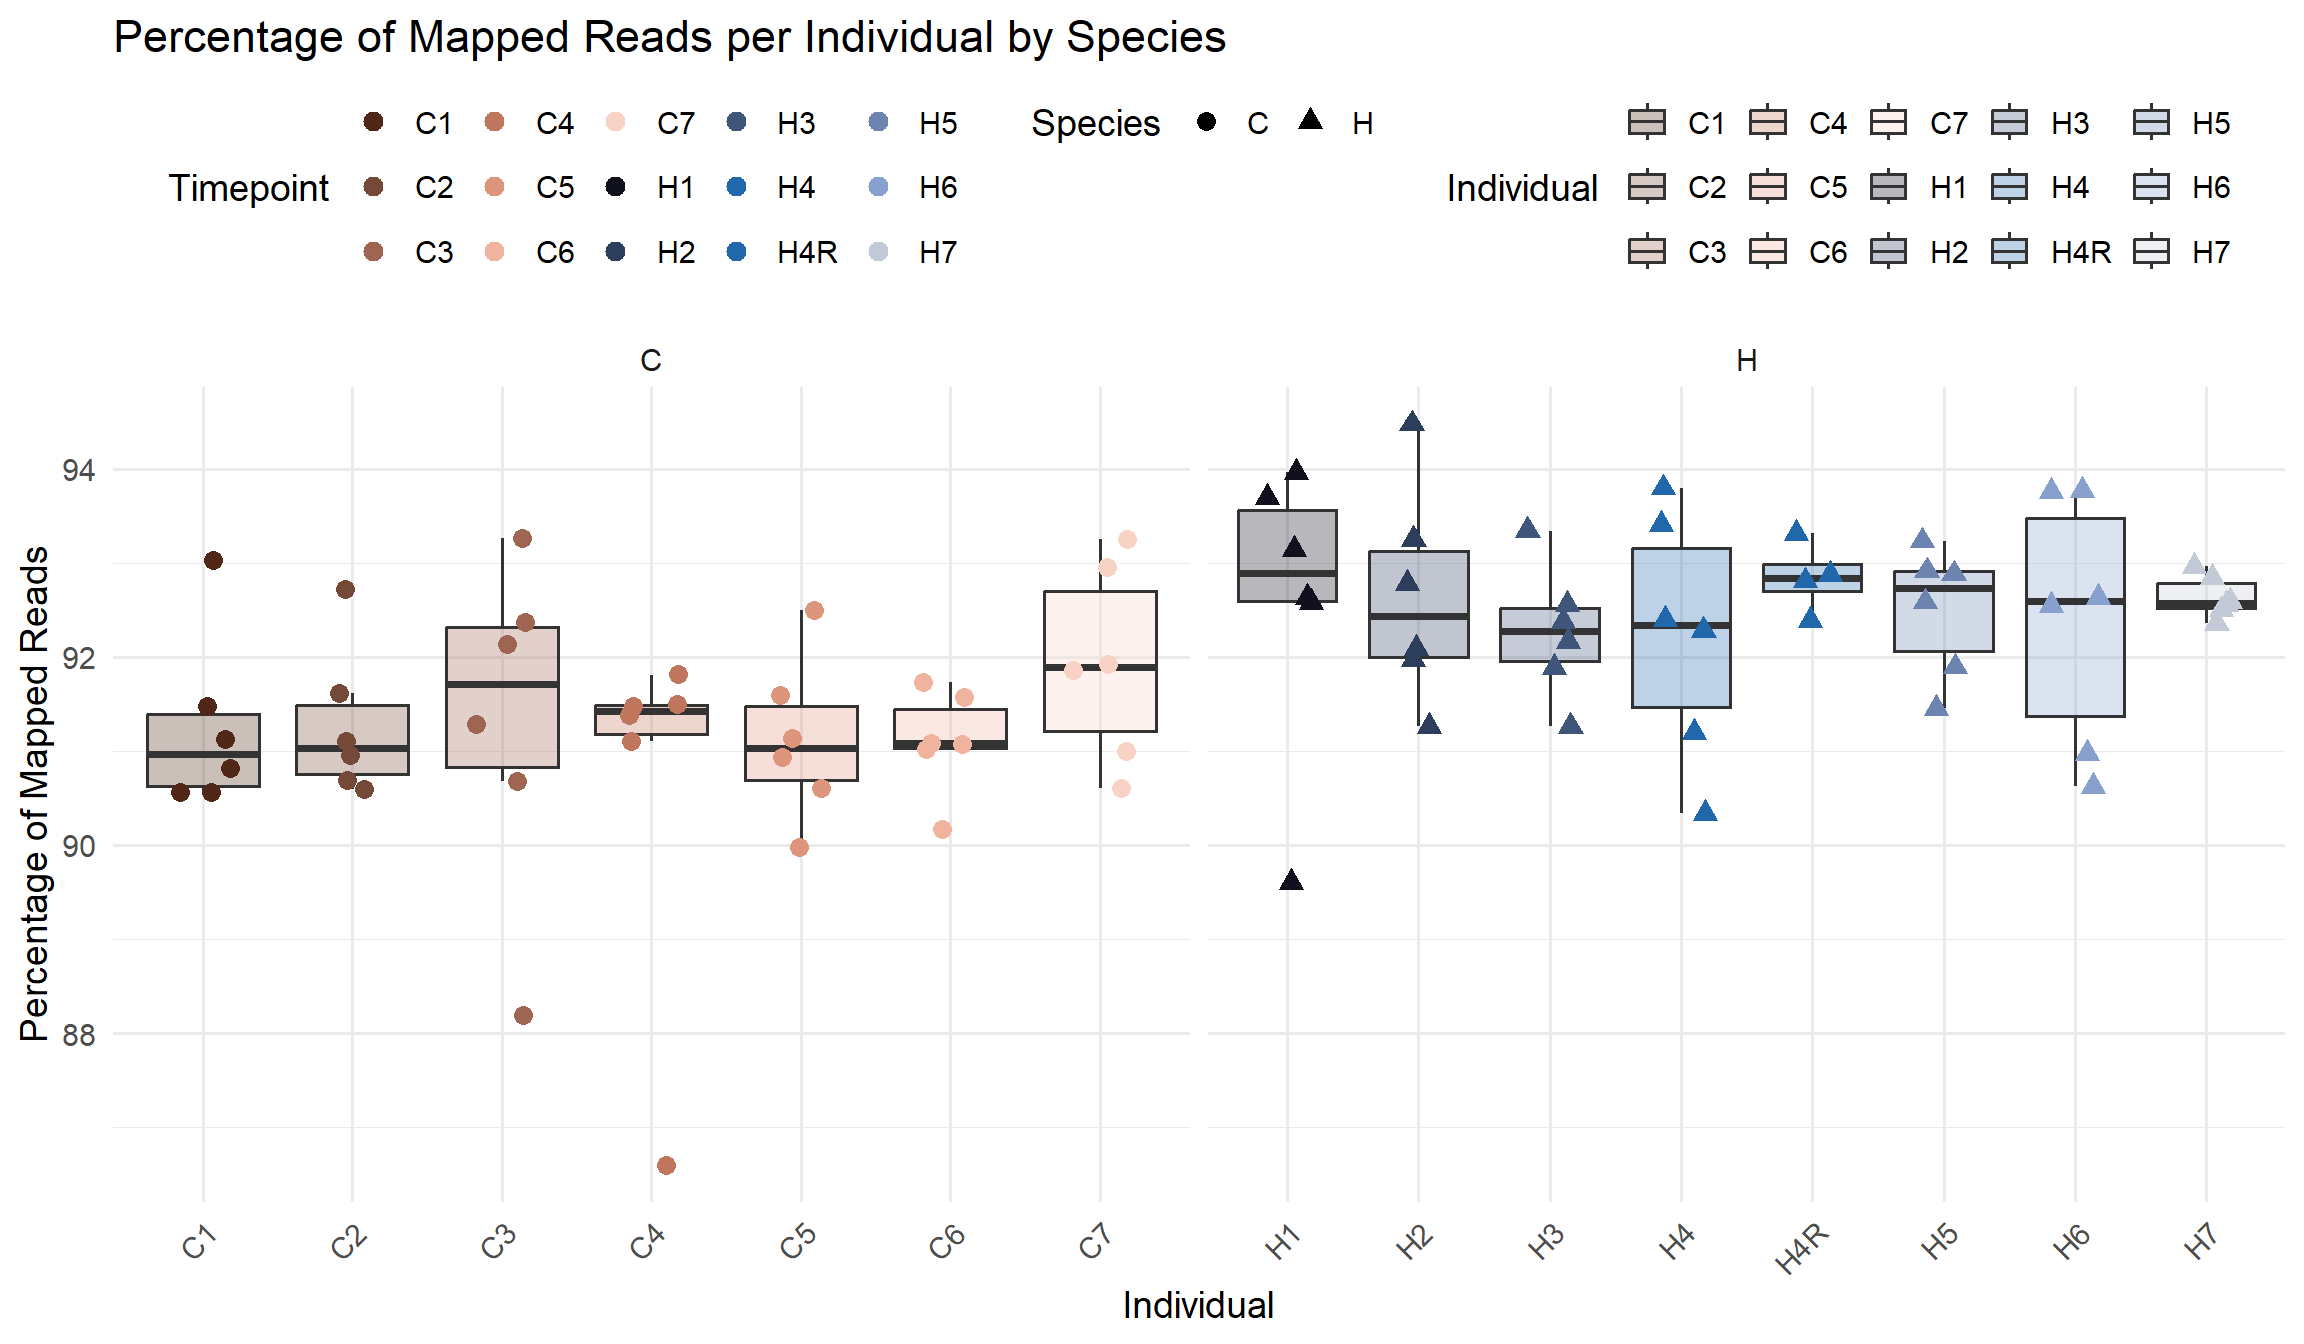 Percentage of Mapped Reads per Individual by Species
C1 C4 C7 H3 H5 Species C H C1 C4 C7 H3 H5
Timepoint C2 C5 H1 H4 H6 Individual C2 C5 H1 H4 H6
C3 C6 H2 H4R H7 C3 C6 H2 H4R H7
C H
Percentage of Mapped Reads
94
92
90
88
C1 C2 C3 C4 C5 C6 C7 H1 H2 H3 H4 H4R H5 H6 H7
Individual